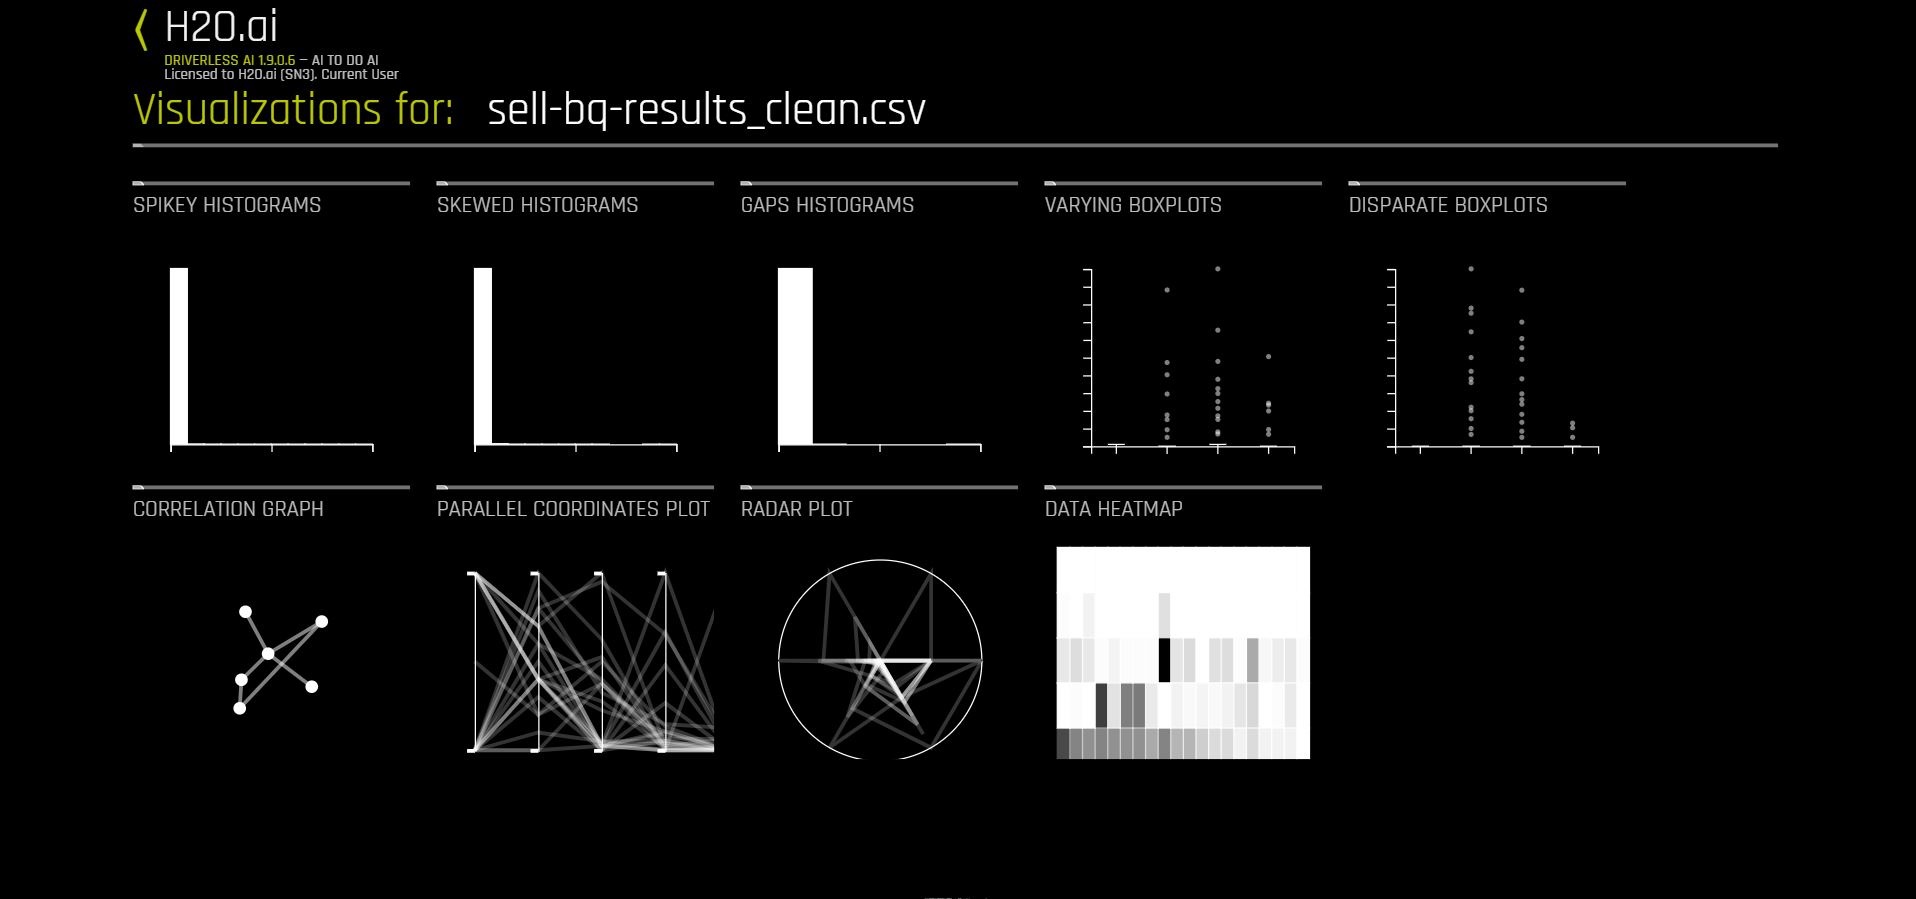 H2O.ai
DRIVERLESS AI 1.9.0.6 — AI TO DO AI
Licensed to H2O.ai (SN3). Current User
Visualizations for: sell-bq-results_clean.csv
SPIKEY HISTOGRAMS
SKEWED HISTOGRAMS
GAPS HISTOGRAMS
VARYING BOXPLOTS
DISPARATE BOXPLOTS
CORRELATION GRAPH
PARALLEL COORDINATES PLOT
RADAR PLOT
DATA HEATMAP